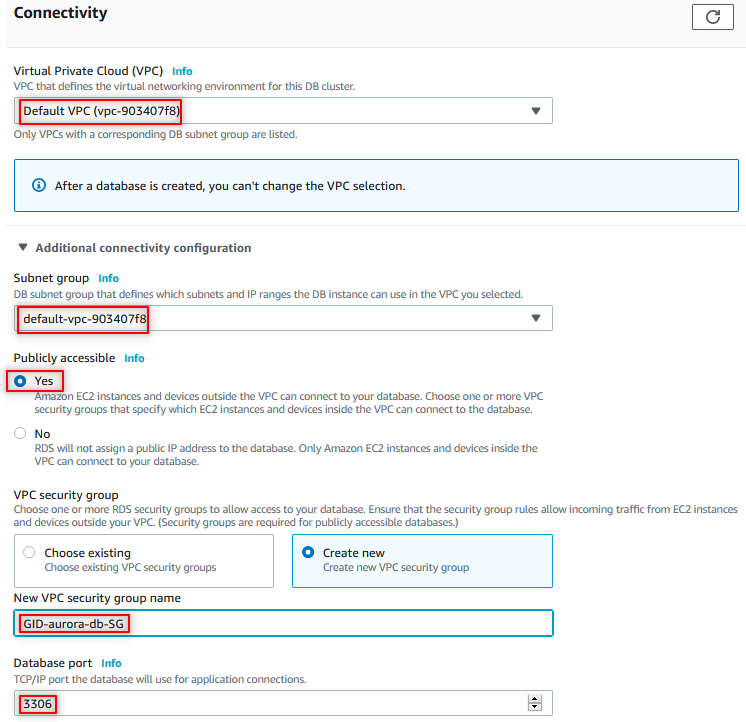 Connectivity
Virtual Private Cloud (VPC) Info
VPC that defines the virtual networking environment for this DB cluster.
Default VPC (vpc-903407f8)
Only VPCs with a corresponding DB subnet group are listed.
After a database is created, you can't change the VPC selection.
Additional connectivity configuration
Subnet group Info
DB subnet group that defines which subnets and IP ranges the DB instance can use in the VPC you selected.
default-vpc-903407f8
Publicly accessible Info
Yes
Amazon EC2 instances and devices outside the VPC can connect to your database. Choose one or more VPC
security groups that specify which EC2 instances and devices inside the VPC can connect to the database.
No
RDS will not assign a public IP address to the database. Only Amazon EC2 instances and devices inside the
VPC can connect to your database.
VPC security group
Choose one or more RDS security groups to allow access to your database. Ensure that the security group rules allow incoming traffic from EC2 instances
and devices outside your VPC. (Security groups are required for publicly accessible databases.)
Choose existing
Choose existing VPC security groups
Create new
Create new VPC security group
New VPC security group name
GID-aurora-db-SG
Database port Info
TCP/IP port the database will use for application connections.
3306